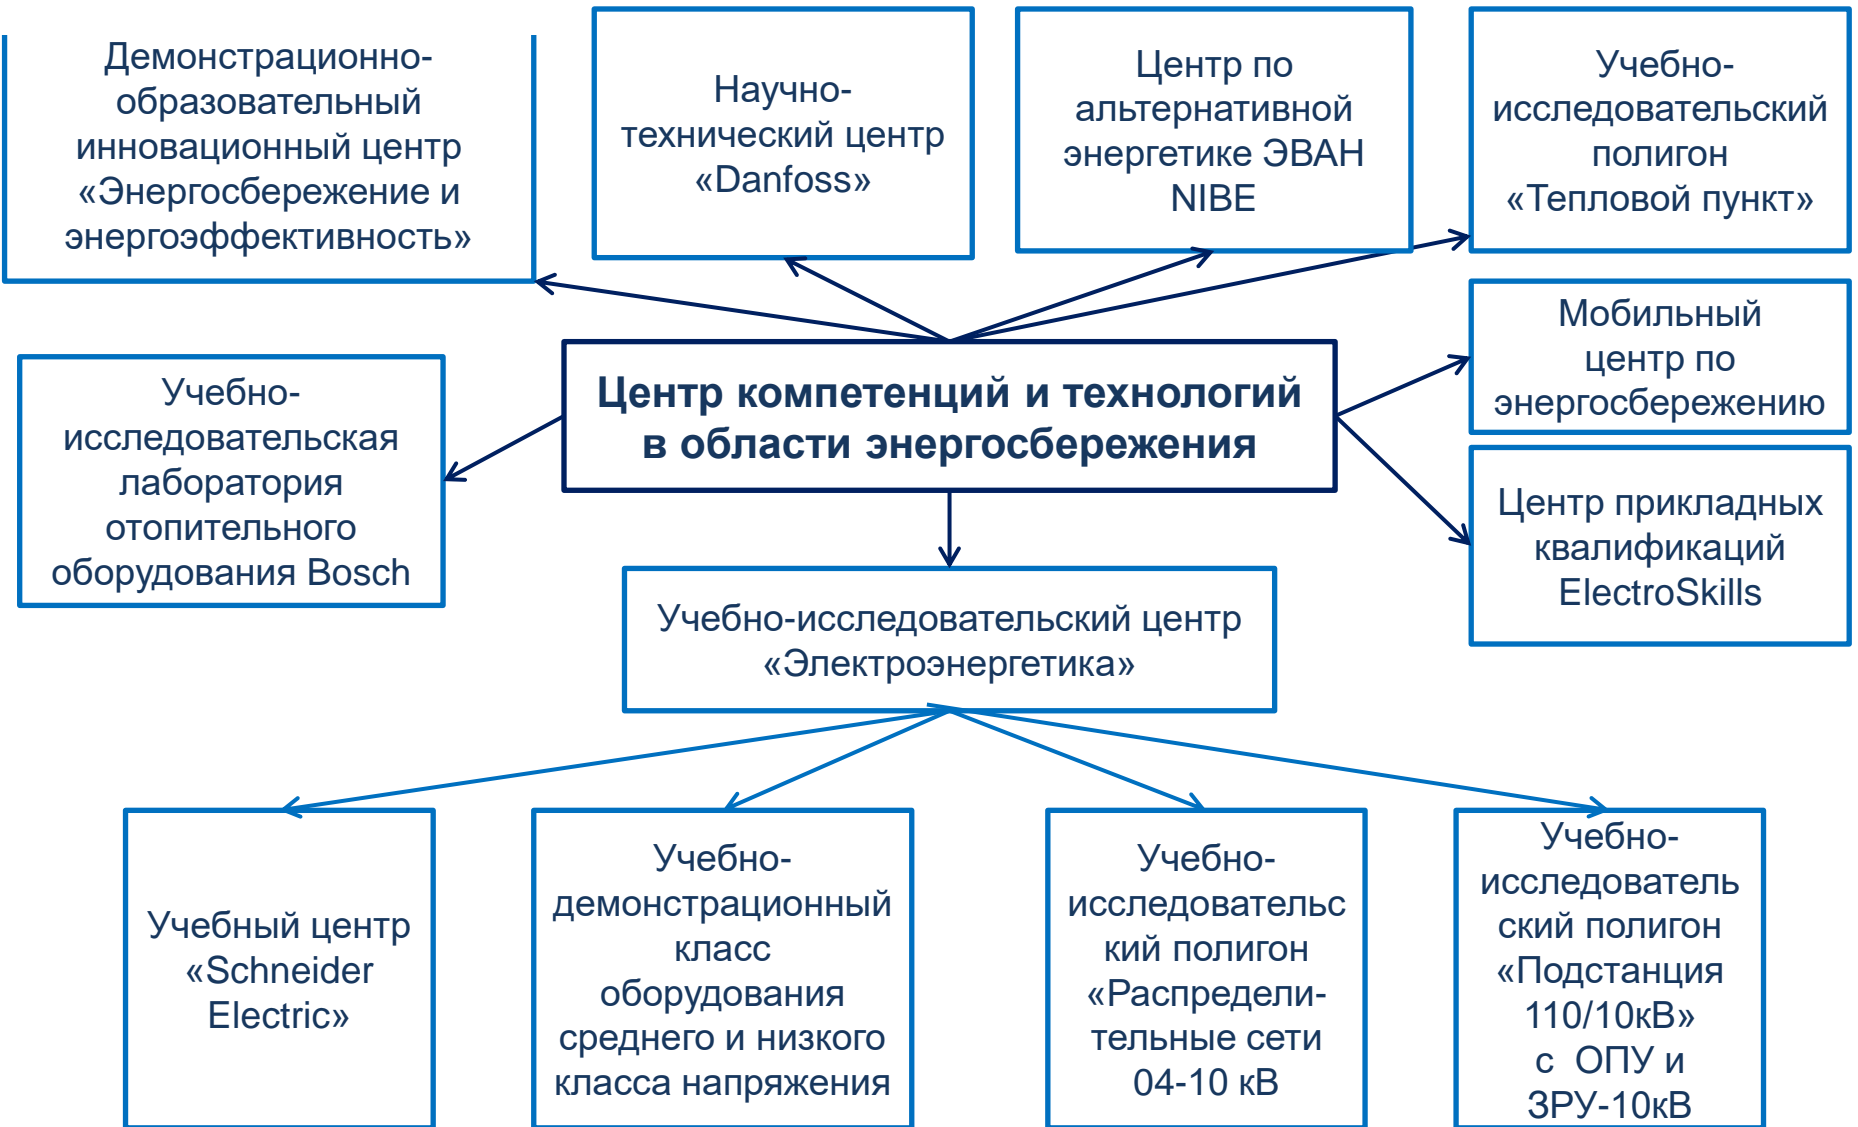 Демонстрационно-
образовательный
инновационный центр
«Энергосбережение и
энергоэффективность»
Научно-
технический центр
«Danfoss»
Центр по
альтернативной
энергетике ЭВАН
NIBE
Учебно-
исследовательский
полигон
«Тепловой пункт»
Мобильный
центр по
энергосбережению
Центр компетенций и технологий
в области энергосбережения
Учебно-
исследовательская
лаборатория
отопительного
оборудования Bosch
Центр прикладных
квалификаций
ElectroSkills
Учебно-исследовательский центр
«Электроэнергетика»
Учебный центр
«Schneider
Electric»
Учебно-
демонстрационный
класс
оборудования
среднего и низкого
класса напряжения
Учебно-
исследовательс
кий полигон
«Распредели-
тельные сети
04-10 кВ
Учебно-
исследователь
ский полигон
«Подстанция
110/10кВ»
с ОПУ и
ЗРУ-10кВ